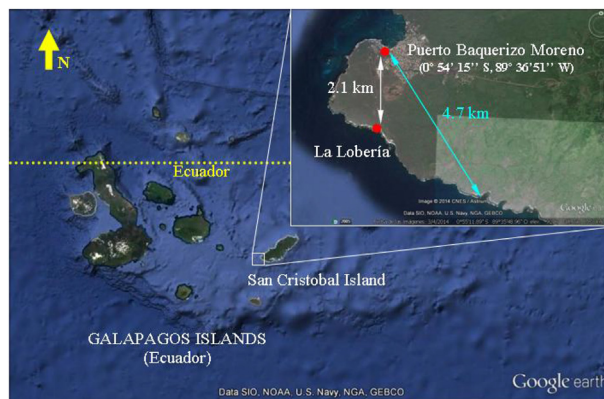 N
Puerto Baquerizo Moreno
(0° 54' 15'' S, 89° 36'51'' W)
2.1 km
4.7 km
La Lobería
Google
Data SIO, NOAA, U.S. Navy, NGA, GEBCO
Ecuador
San Cristobal Island
GALAPAGOS ISLANDS
(Ecuador)
Google earth
Data SIO, NOAA, U.S. Navy, NGA, GEBCO